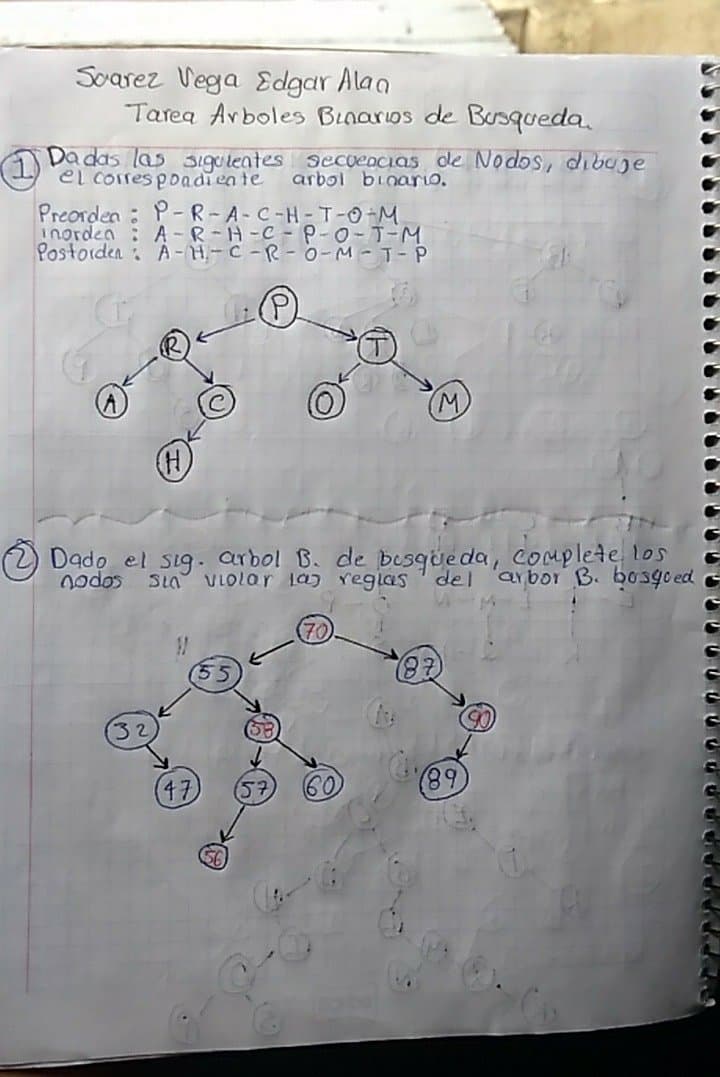 Suarez Vega Edgar Alan
Tarea Arboles Binarios de Busqueda.
1 Dadas las siguientes secuencias de Nodos, dibuje
el correspondiente arbol binario.
Preorden : P-R-A-C-H-T-O-M
inorden : A-R-H-C-P-O-T-M
Postorden : A-H-C-R-O-M-T-P
P
R T
A C O M
H
2 Dado el sig. arbol B. de busqueda, complete los
nodos sin violar las reglas del arbor B. busqued
70
55 87
32 58 90
47 57 60 89
56